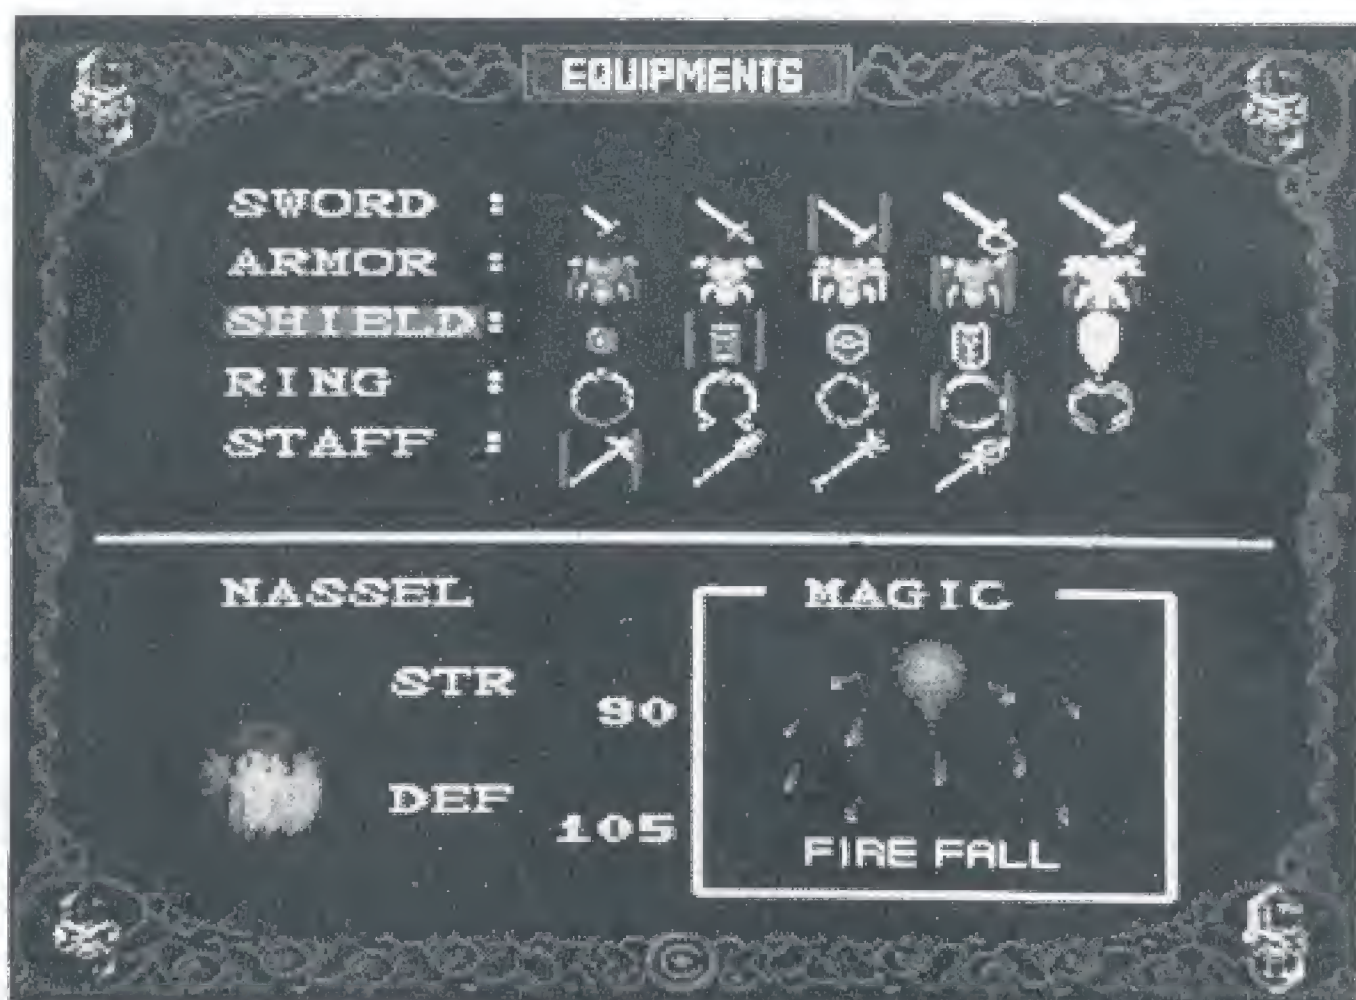 EQUIPMENTS
SWORD :
ARMOR :
SHIELD:
RING :
STAFF :
NASSEL
STR 90
DEF 105
MAGIC
FIRE FALL